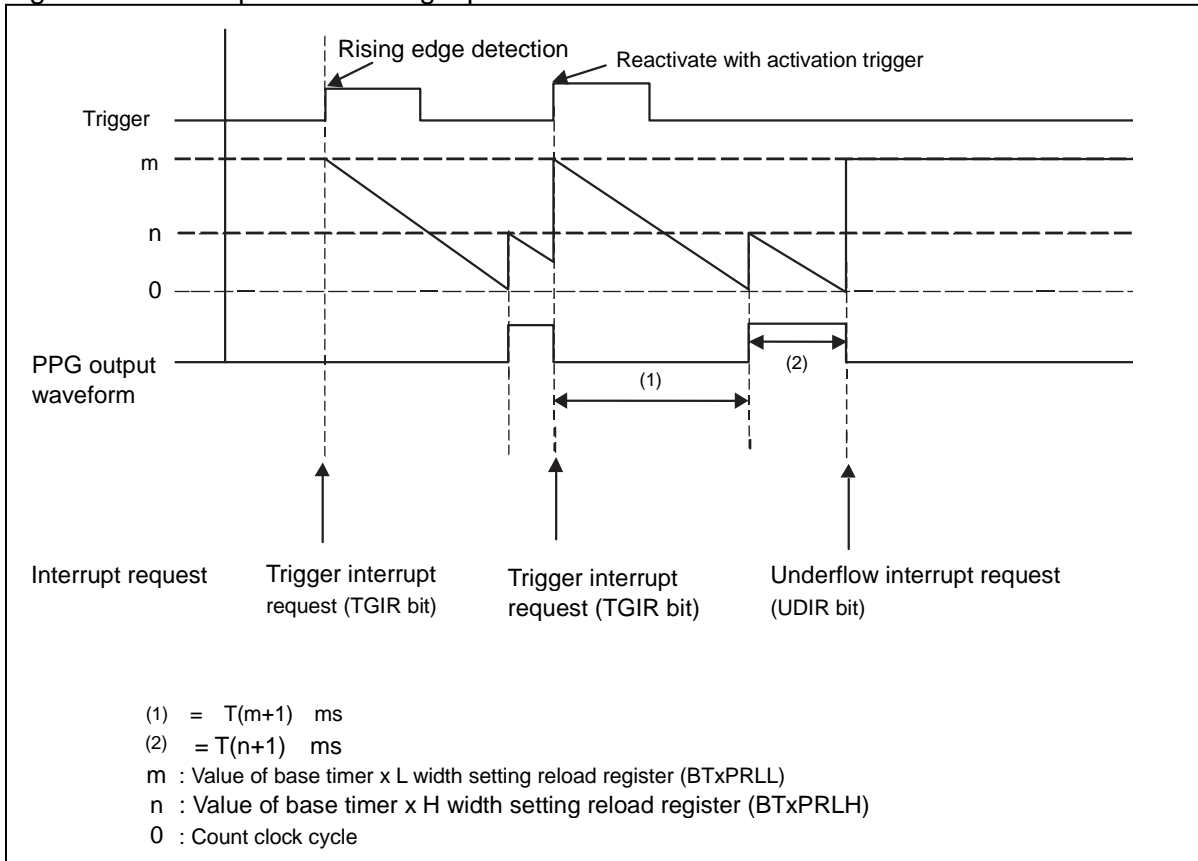 Rising edge detection
Reactivate with activation trigger
Trigger
m
n
0
PPG output
waveform
(1)
(2)
Interrupt request
Trigger interrupt
request (TGIR bit)
Trigger interrupt
request (TGIR bit)
Underflow interrupt request
(UDIR bit)
(1) = T(m+1) ms
(2) = T(n+1) ms
m : Value of base timer x L width setting reload register (BTxPRLL)
n : Value of base timer x H width setting reload register (BTxPRLH)
0 : Count clock cycle